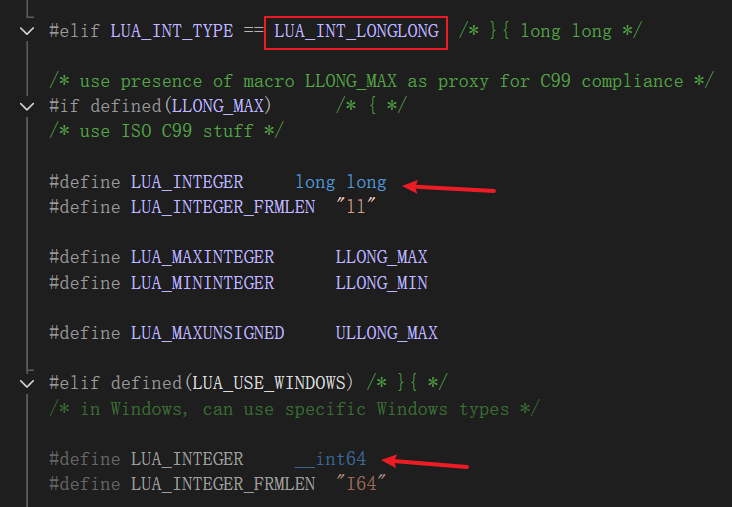 #elif LUA_INT_TYPE == LUA_INT_LONGLONG /* }{ long long */
/* use presence of macro LLONG_MAX as proxy for C99 compliance */
#if defined(LLONG_MAX) /* { */
/* use ISO C99 stuff */
#define LUA_INTEGER long long
#define LUA_INTEGER_FRMLEN "ll"
#define LUA_MAXINTEGER LLONG_MAX
#define LUA_MININTEGER LLONG_MIN
#define LUA_MAXUNSIGNED ULLONG_MAX
#elif defined(LUA_USE_WINDOWS) /* }{ */
/* in Windows, can use specific Windows types */
#define LUA_INTEGER __int64
#define LUA_INTEGER_FRMLEN "I64"